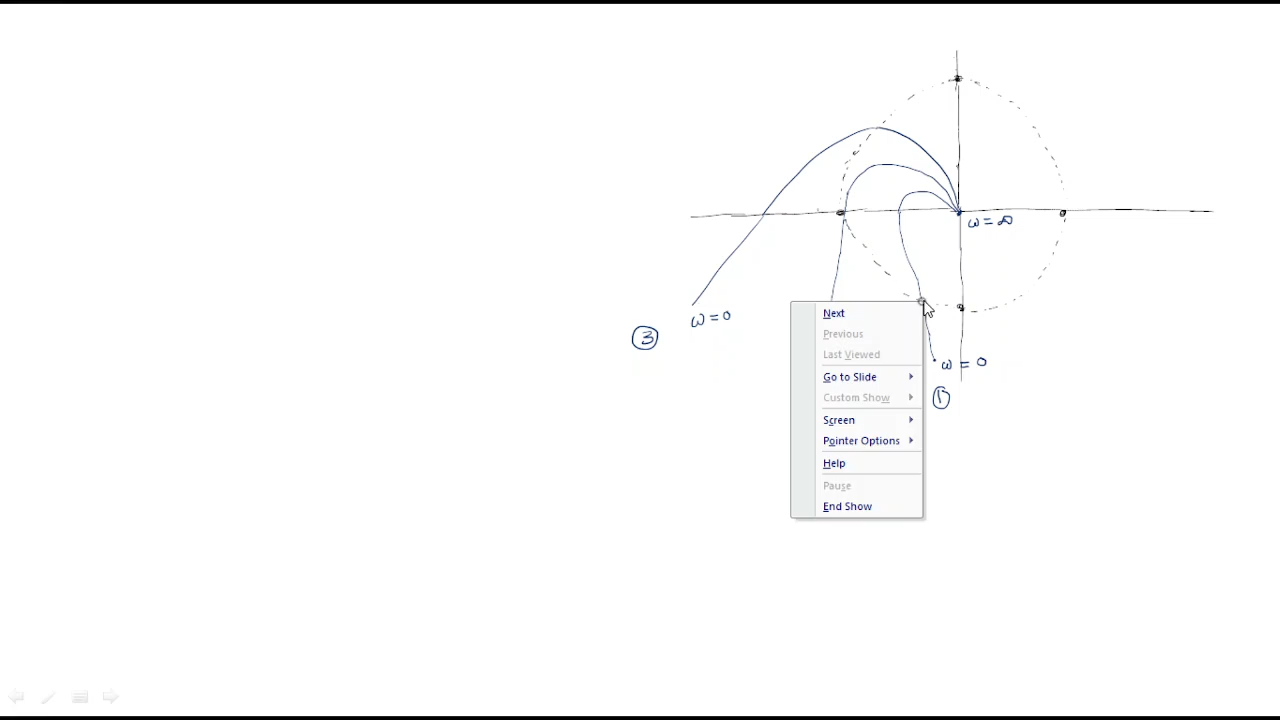 ω = ∞
ω = 0
③
Next
Previous
Last Viewed
Go to Slide
Custom Show
Screen
Pointer Options
Help
Pause
End Show
ω = 0
①